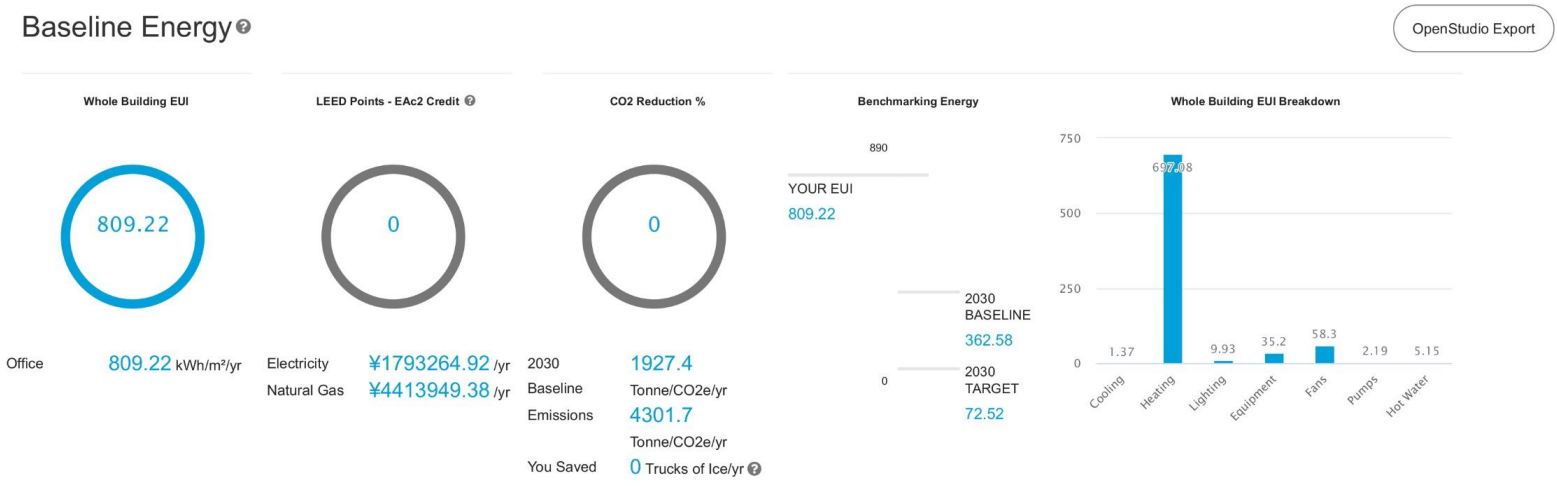 Baseline Energy
OpenStudio Export
Whole Building EUI
809.22
Office 809.22 kWh/m²/yr
LEED Points - EAc2 Credit
0
Electricity ¥1793264.92 /yr
Natural Gas ¥4413949.38 /yr
CO2 Reduction %
0
2030 1927.4
Baseline Tonne/CO2e/yr
Emissions 4301.7
Tonne/CO2e/yr
You Saved 0 Trucks of Ice/yr
Benchmarking Energy
890
YOUR EUI
809.22
2030
BASELINE
362.58
0
2030
TARGET
72.52
Whole Building EUI Breakdown
750
500
250
0
1.37
697.08
9.93
35.2
58.3
2.19
5.15
Cooling
Heating
Lighting
Equipment
Fans
Pumps
Hot Water